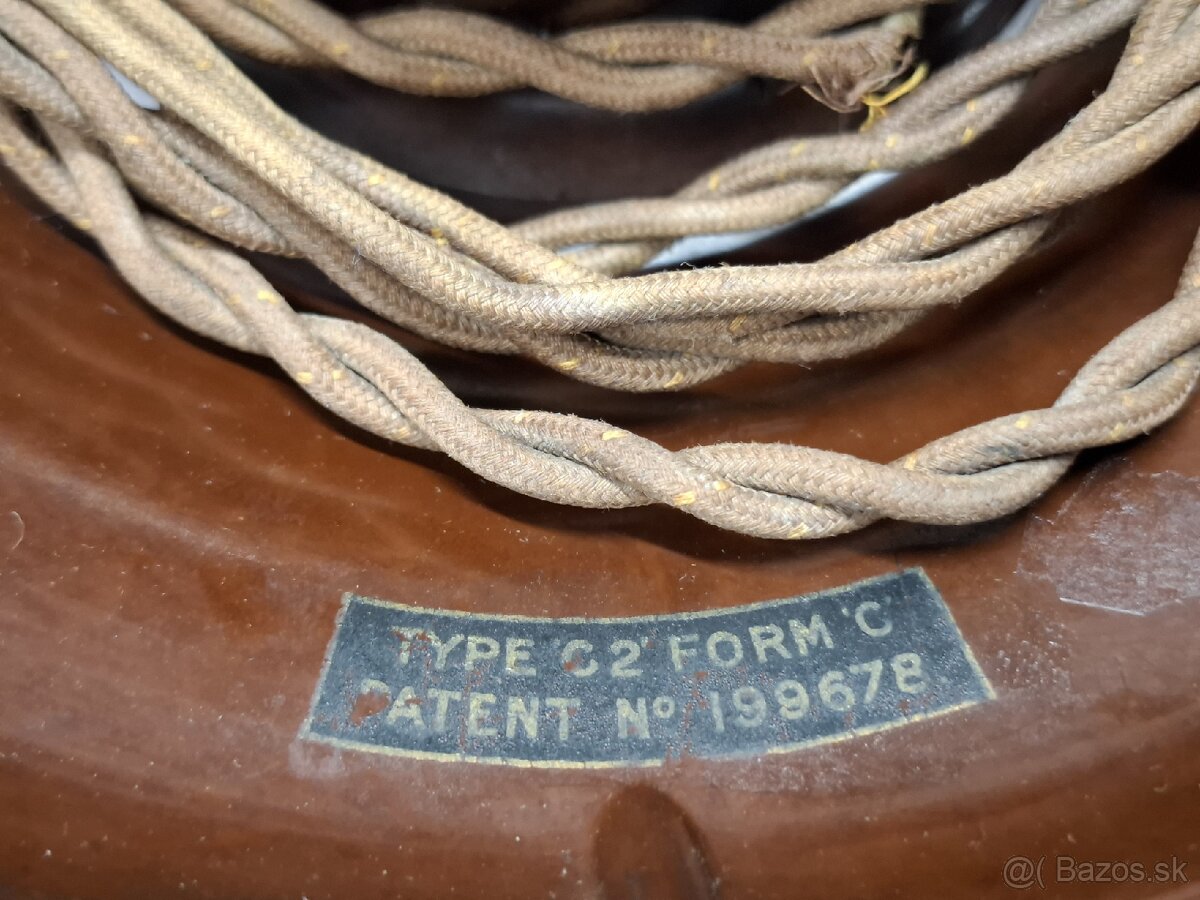 TYPE 'C2' FORM 'C'
PATENT Nº 199678.
@( Bazos.sk